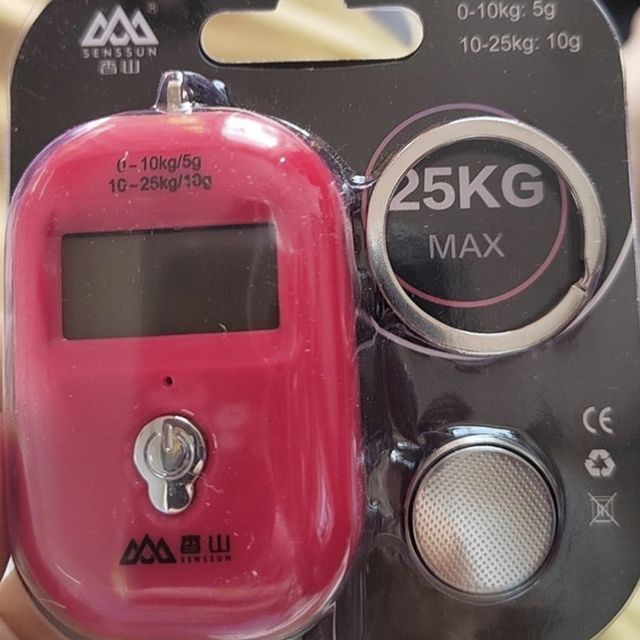 ®
SENSSUN
香山
0-10kg: 5g
10-25kg: 10g
0-10kg/5g
10-25kg/10g
25KG
MAX
CE
香山
SENSSUN